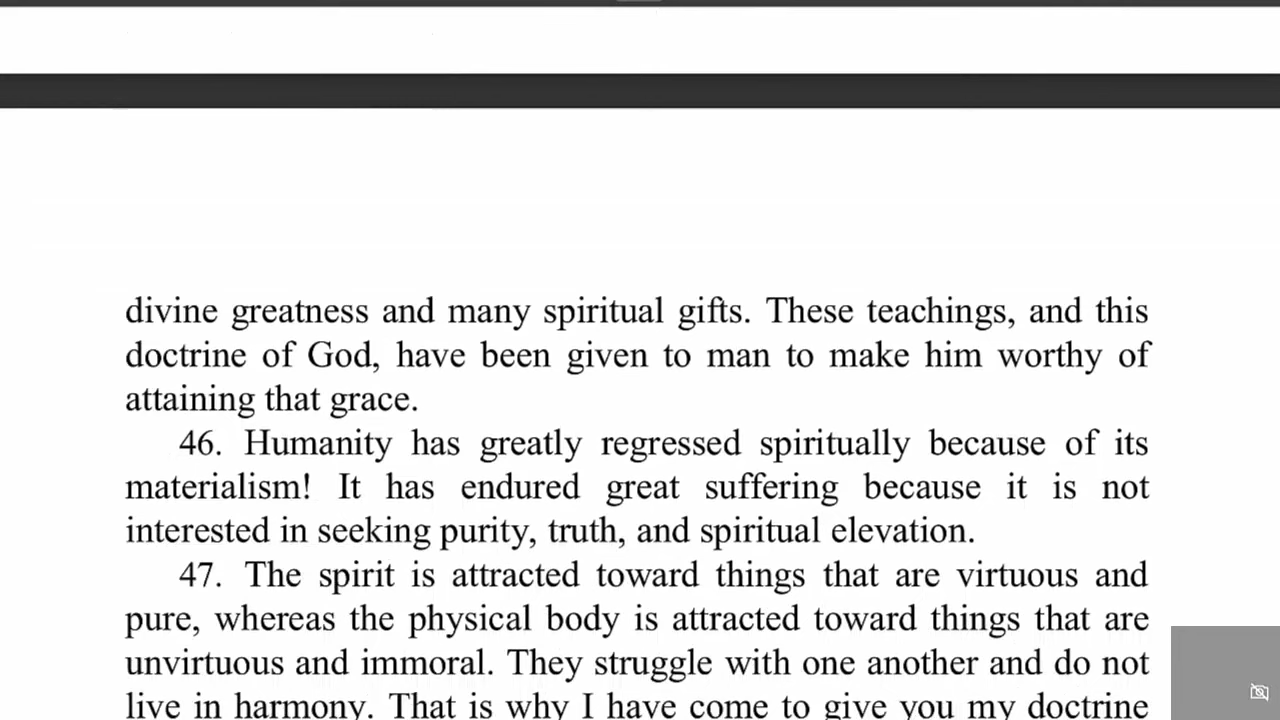 divine greatness and many spiritual gifts. These teachings, and this
doctrine of God, have been given to man to make him worthy of
attaining that grace.
46. Humanity has greatly regressed spiritually because of its
materialism! It has endured great suffering because it is not
interested in seeking purity, truth, and spiritual elevation.
47. The spirit is attracted toward things that are virtuous and
pure, whereas the physical body is attracted toward things that are
unvirtuous and immoral. They struggle with one another and do not
live in harmony. That is why I have come to give you my doctrine